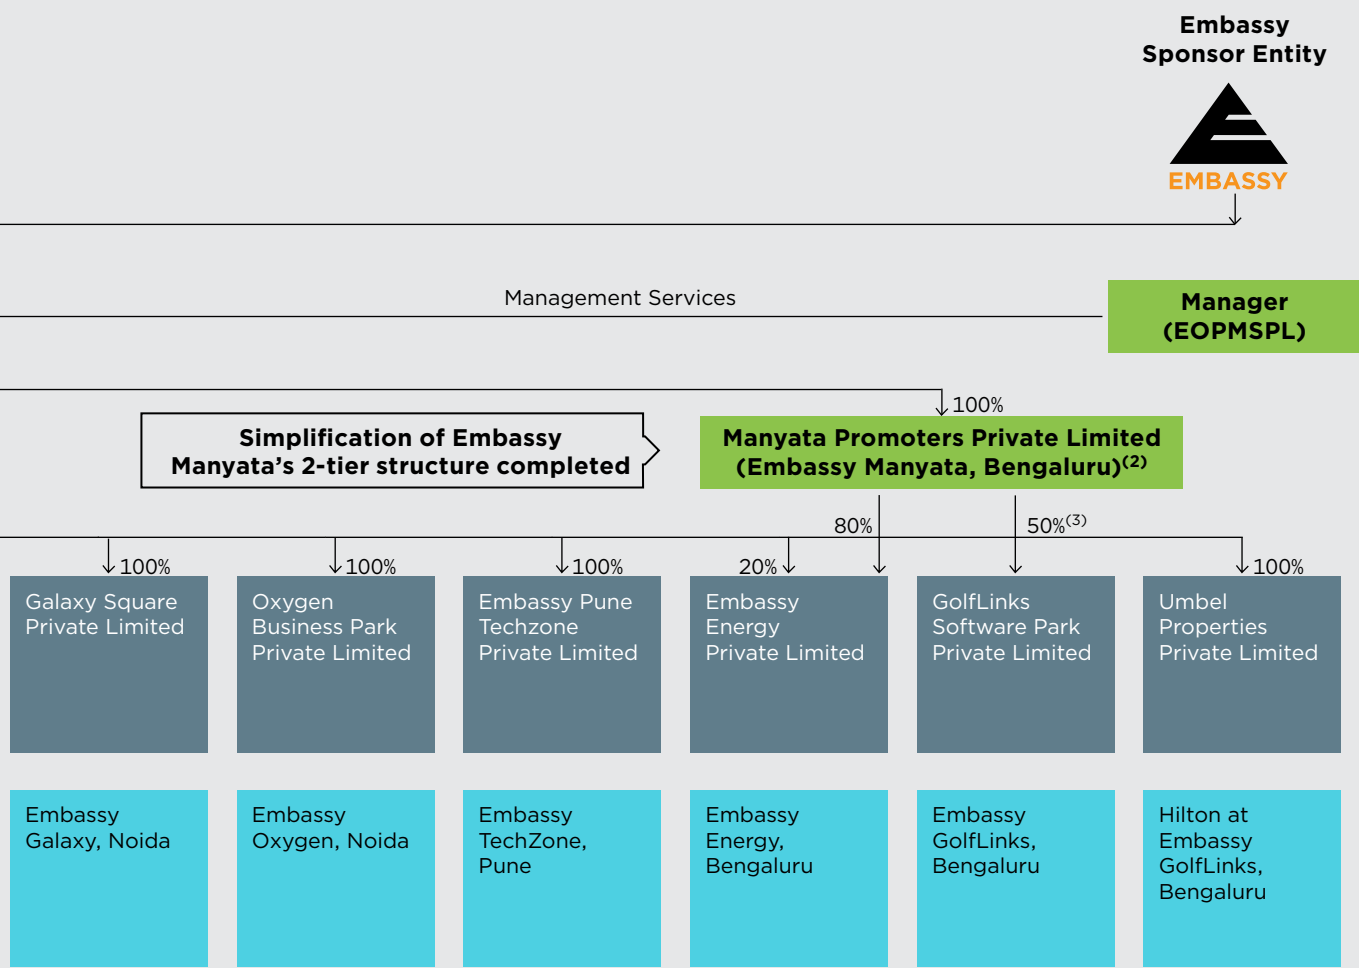 Embassy
Sponsor Entity
EMBASSY
Management Services
Manager
(EOPMSPL)
100%
Simplification of Embassy
Manyata's 2-tier structure completed
Manyata Promoters Private Limited
(Embassy Manyata, Bengaluru)(2)
80%
50%(3)
100%
100%
100%
20%
100%
Galaxy Square
Private Limited
Oxygen
Business Park
Private Limited
Embassy Pune
Techzone
Private Limited
Embassy
Energy
Private Limited
GolfLinks
Software Park
Private Limited
Umbel
Properties
Private Limited
Embassy
Galaxy, Noida
Embassy
Oxygen, Noida
Embassy
TechZone,
Pune
Embassy
Energy,
Bengaluru
Embassy
GolfLinks,
Bengaluru
Hilton at
Embassy
GolfLinks,
Bengaluru